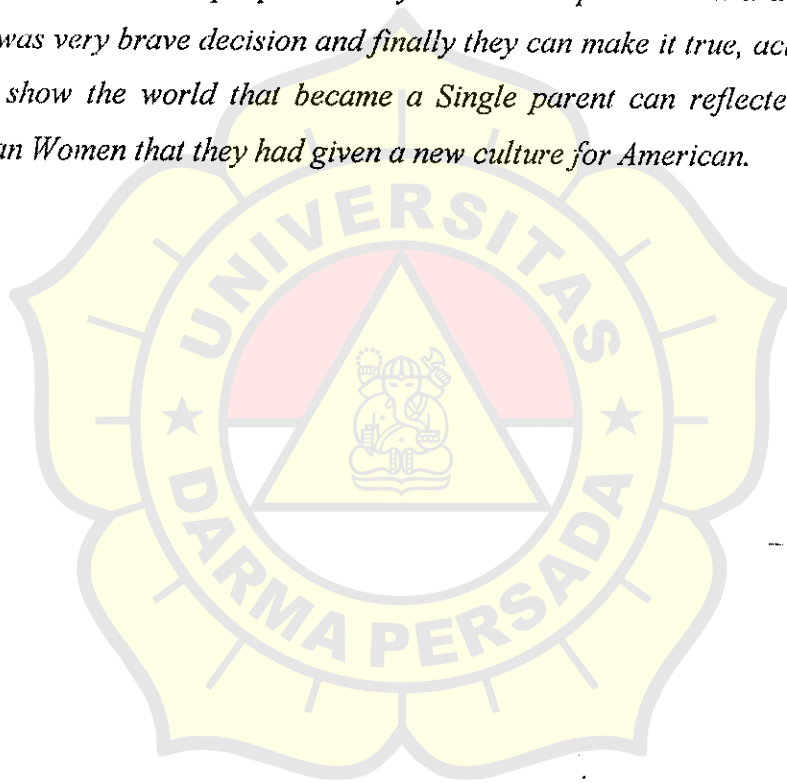 was very brave decision and finally they can make it true, ac
show the world that became a Single parent can reflecte
an Women that they had given a new culture for American.
UNIVERSITAS
DARMA PERSADA